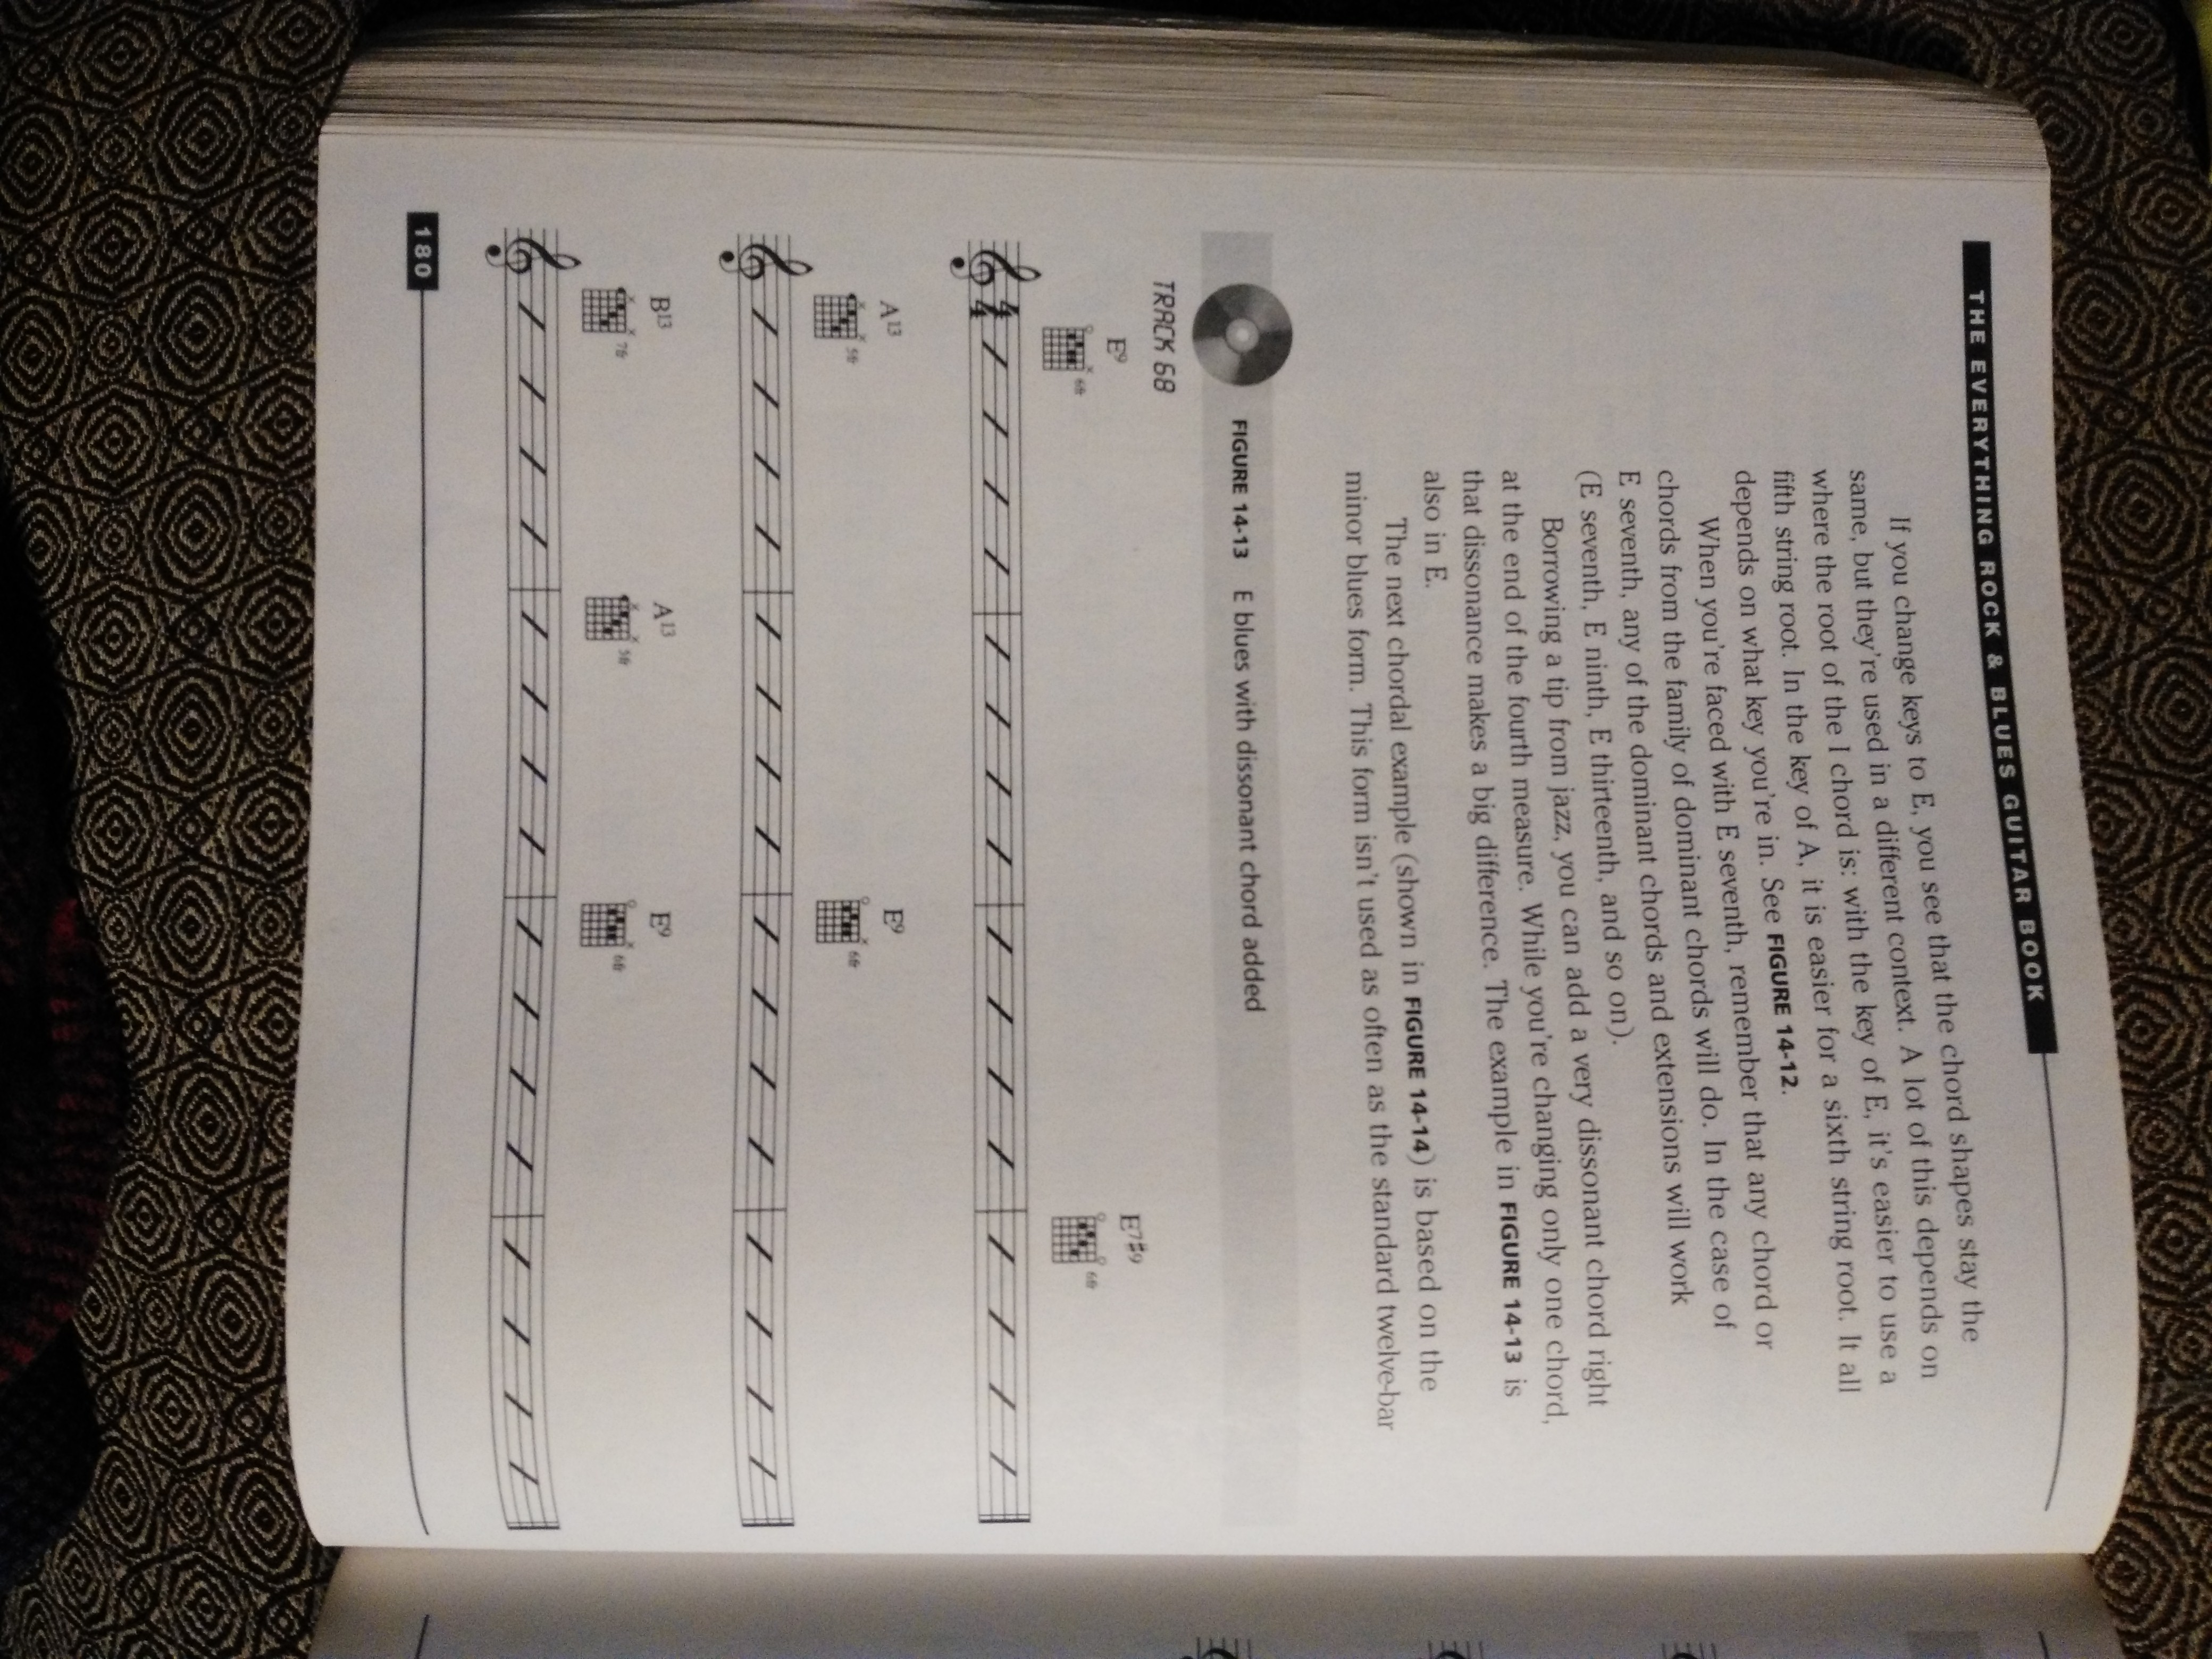 THE EVERYTHING ROCK & BLUES GUITAR BOOK
If you change keys to E, you see that the chord shapes stay the
same, but they're used in a different context. A lot of this depends on
where the root of the I chord is: with the key of E, it's easier to use a
fifth string root. In the key of A, it is easier for a sixth string root. It all
depends on what key you're in. See FIGURE 14-12.
When you're faced with E seventh, remember that any chord or
chords from the family of dominant chords will do. In the case of
E seventh, any of the dominant chords and extensions will work
(E seventh, E ninth, E thirteenth, and so on).
Borrowing a tip from jazz, you can add a very dissonant chord right
at the end of the fourth measure. While you're changing only one chord,
that dissonance makes a big difference. The example in FIGURE 14-13 is
also in E.
The next chordal example (shown in FIGURE 14-14) is based on the
minor blues form. This form isn't used as often as the standard twelve-bar
FIGURE 14-13 E blues with dissonant chord added
TRACK 68
E9 E7#9
6fr 6fr
4
4
A13 E9
5fr 6fr
B13 A13 E9
7fr 5fr 6fr
180